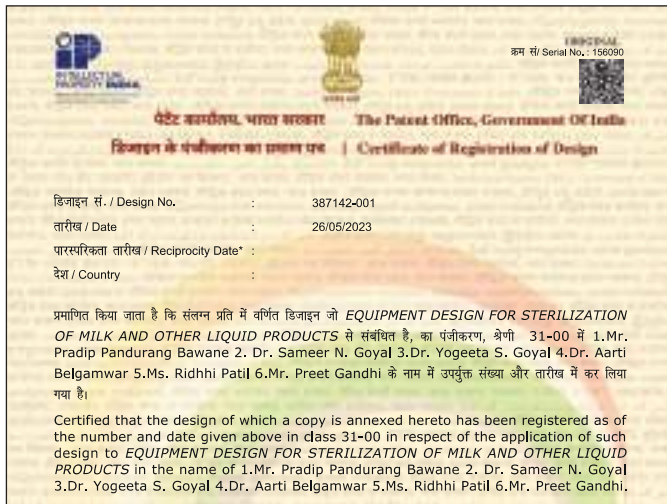 ORIGINAL
क्रम सं/ Serial No. : 156090
INTELLECTUAL
PROPERTY INDIA
पेटेंट कार्यालय, भारत सरकार The Patent Office, Government Of India
डिजाइन के पंजीकरण का प्रमाण पत्र | Certificate of Registration of Design
डिजाइन सं. / Design No. : 387142-001
तारीख / Date : 26/05/2023
पारस्परिकता तारीख / Reciprocity Date* :
देश / Country :
प्रमाणित किया जाता है कि संलग्न प्रति में वर्णित डिजाइन जो EQUIPMENT DESIGN FOR STERILIZATION
OF MILK AND OTHER LIQUID PRODUCTS से संबंधित है, का पंजीकरण, श्रेणी 31-00 में 1.Mr.
Pradip Pandurang Bawane 2. Dr. Sameer N. Goyal 3.Dr. Yogeeta S. Goyal 4.Dr. Aarti
Belgamwar 5.Ms. Ridhhi Patil 6.Mr. Preet Gandhi के नाम में उपर्युक्त संख्या और तारीख में कर लिया
गया है।
Certified that the design of which a copy is annexed hereto has been registered as of
the number and date given above in class 31-00 in respect of the application of such
design to EQUIPMENT DESIGN FOR STERILIZATION OF MILK AND OTHER LIQUID
PRODUCTS in the name of 1.Mr. Pradip Pandurang Bawane 2. Dr. Sameer N. Goyal
3.Dr. Yogeeta S. Goyal 4.Dr. Aarti Belgamwar 5.Ms. Ridhhi Patil 6.Mr. Preet Gandhi.